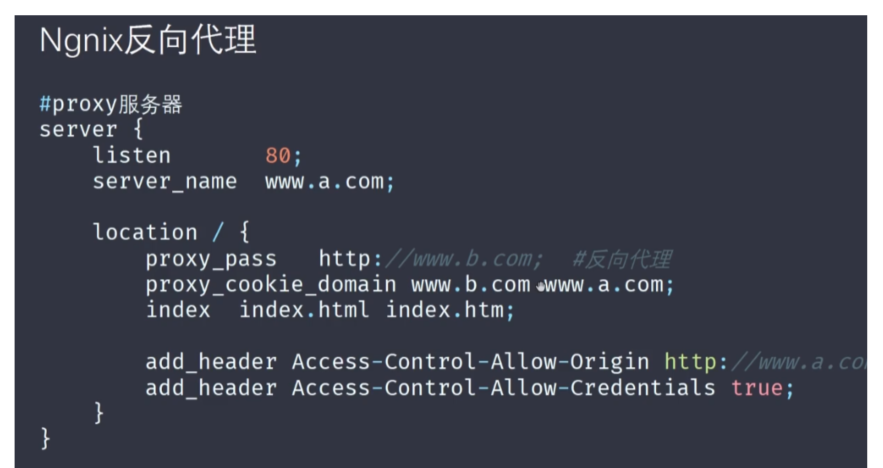 Ngnix反向代理
#proxy服务器
server {
listen 80;
server_name www.a.com;
location / {
proxy_pass http://www.b.com; #反向代理
proxy_cookie_domain www.b.com www.a.com;
index index.html index.htm;
add_header Access-Control-Allow-Origin http://www.a.co
add_header Access-Control-Allow-Credentials true;
}
}